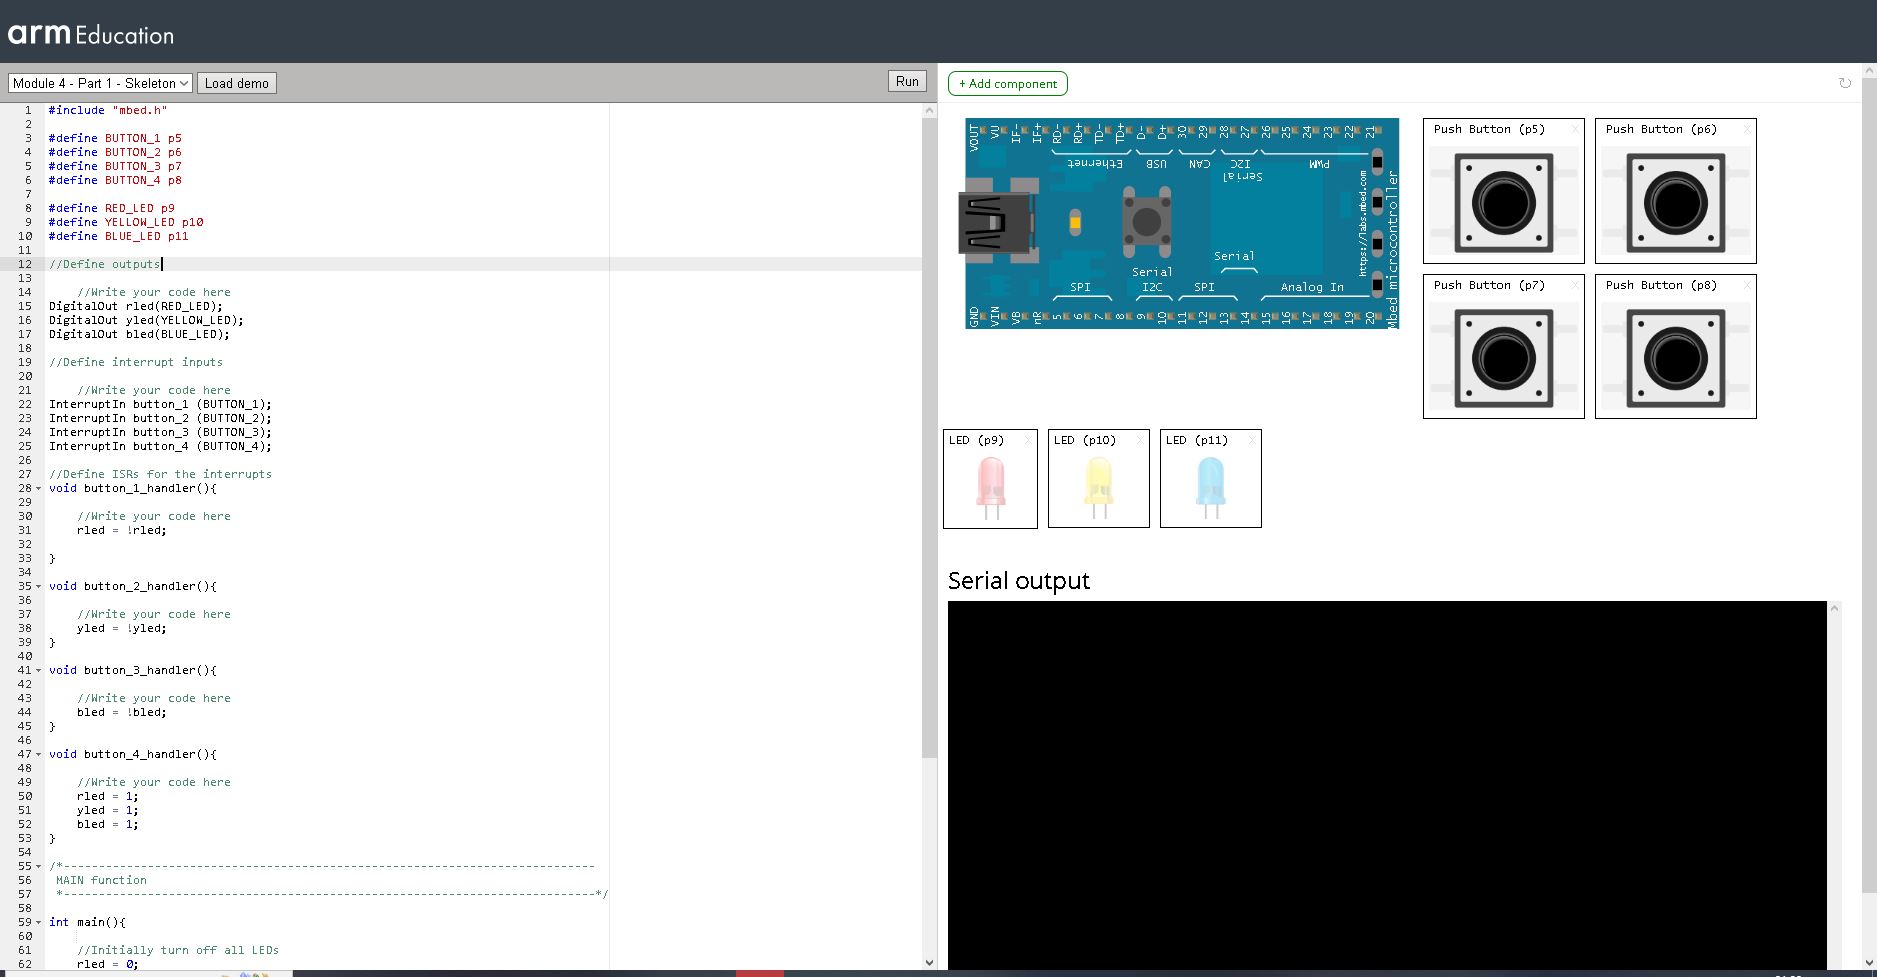 arm Education
Module 4 - Part 1 - Skeleton
Load demo
Run
1 #include "mbed.h"
2
3 #define BUTTON_1 p5
4 #define BUTTON_2 p6
5 #define BUTTON_3 p7
6 #define BUTTON_4 p8
7
8 #define RED_LED p9
9 #define YELLOW_LED p10
10 #define BLUE_LED p11
11
12 //Define outputs
13
14 //Write your code here
15 DigitalOut rled(RED_LED);
16 DigitalOut yled(YELLOW_LED);
17 DigitalOut bled(BLUE_LED);
18
19 //Define interrupt inputs
20
21 //Write your code here
22 InterruptIn button_1 (BUTTON_1);
23 InterruptIn button_2 (BUTTON_2);
24 InterruptIn button_3 (BUTTON_3);
25 InterruptIn button_4 (BUTTON_4);
26
27 //Define ISRs for the interrupts
28 void button_1_handler(){
29
30 //Write your code here
31 rled = !rled;
32
33 }
34
35 void button_2_handler(){
36
37 //Write your code here
38 yled = !yled;
39 }
40
41 void button_3_handler(){
42
43 //Write your code here
44 bled = !bled;
45 }
46
47 void button_4_handler(){
48
49 //Write your code here
50 rled = 1;
51 yled = 1;
52 bled = 1;
53 }
54
55 /*----------------------------------------------------------------------------
56 MAIN function
57 *----------------------------------------------------------------------------*/
58
59 int main(){
60
61 //Initially turn off all LEDs
62 rled = 0;
+ Add component
VOUT VU IF- IF+ RD- RD+ TD- TD+ D- D+ 30 29 28 27 26 25 24 23 22 21
Ethernet USB CAN I2C PWM
Serial
https://labs.mbed.com
Mbed microcontroller
Serial
Serial
SPI I2C SPI Analog In
GND VIN VB nR 5 6 7 8 9 10 11 12 13 14 15 16 17 18 19 20
Push Button (p5) x
Push Button (p6) x
Push Button (p7) x
Push Button (p8) x
LED (p9) x
LED (p10) x
LED (p11) x
Serial output